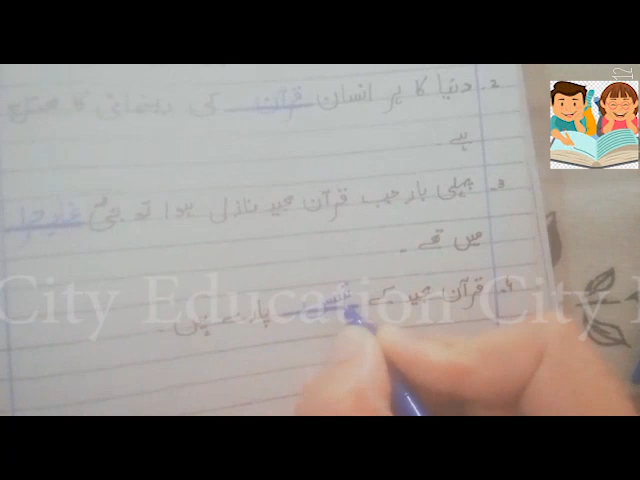 2. دنیا کا ہر انسان قرآن کی رہنمائی کا محتاج
ہے۔
3. پہلی بار جب قرآن مجید نازل ہوا تو نبیؐ غار حرا
میں تھے۔
4. قرآن مجید کے تیس پارے ہیں۔
City Education City E
12